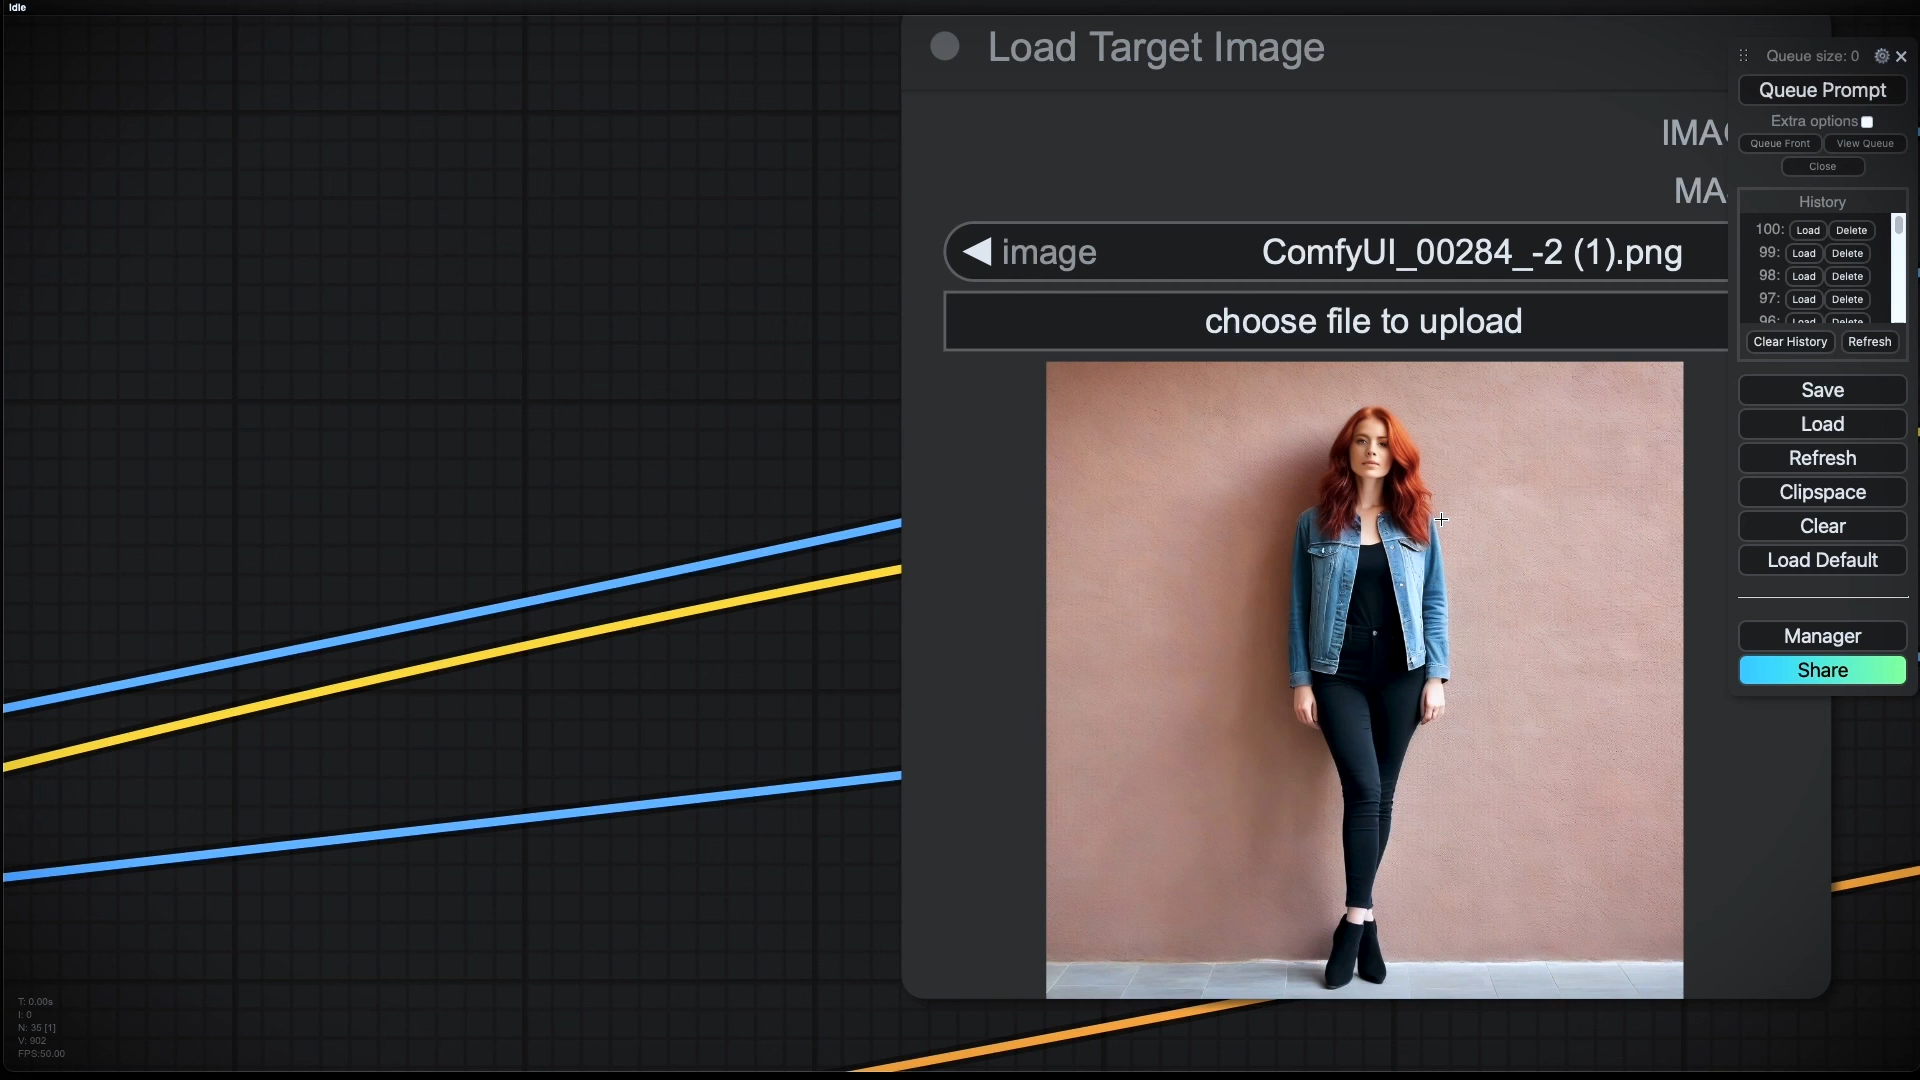 Idle
Load Target Image
IMA
MA
image
ComfyUI_00284_-2 (1).png
choose file to upload
Queue size: 0
Queue Prompt
Extra options
Queue Front
View Queue
Close
History
100: Load Delete
99: Load Delete
98: Load Delete
97: Load Delete
96: Load Delete
Clear History
Refresh
Save
Load
Refresh
Clipspace
Clear
Load Default
Manager
Share
T: 0.00s
I: 0
N: 35 [1]
V: 902
FPS:50.00